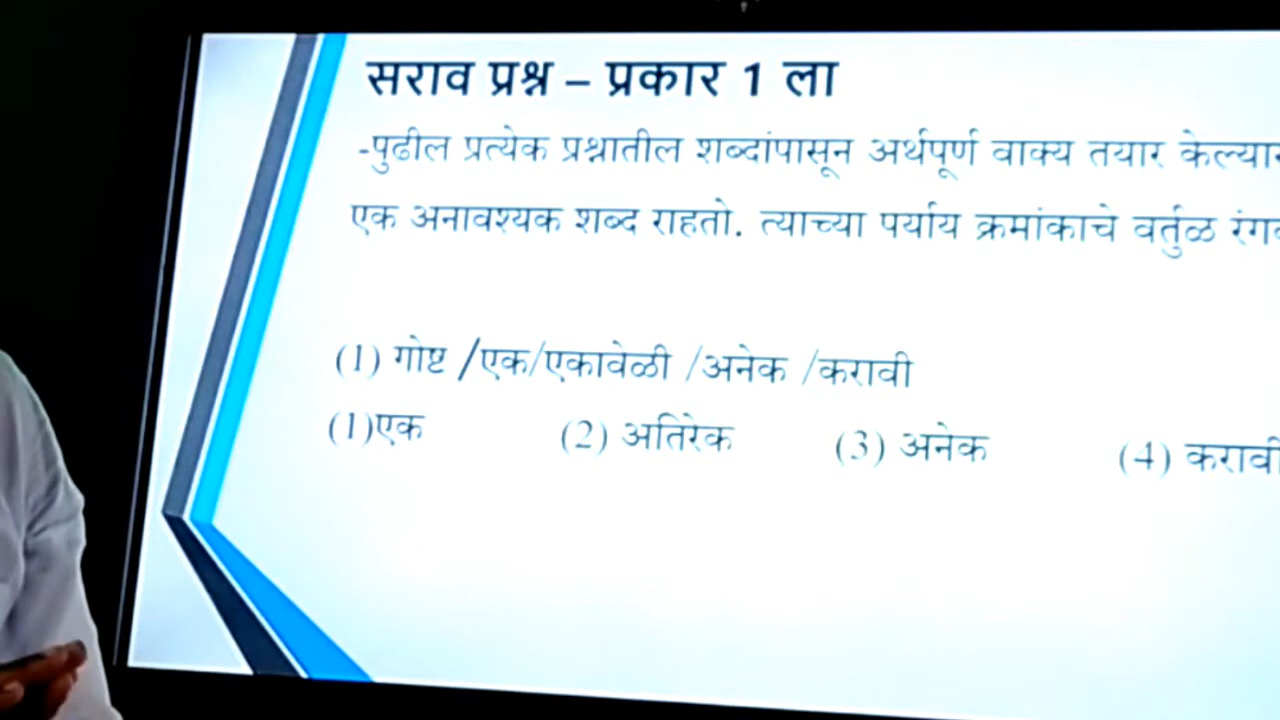 सराव प्रश्न – प्रकार 1 ला
-पुढील प्रत्येक प्रश्नातील शब्दांपासून अर्थपूर्ण वाक्य तयार
एक अनावश्यक शब्द राहतो. त्याच्या पर्याय क्रमांकाचे वर्तुळ
(1) गोष्ट /एक/एकावेळी /अनेक /करावी
(1)एक (2) अतिरेक (3) अनेक (4) करावी